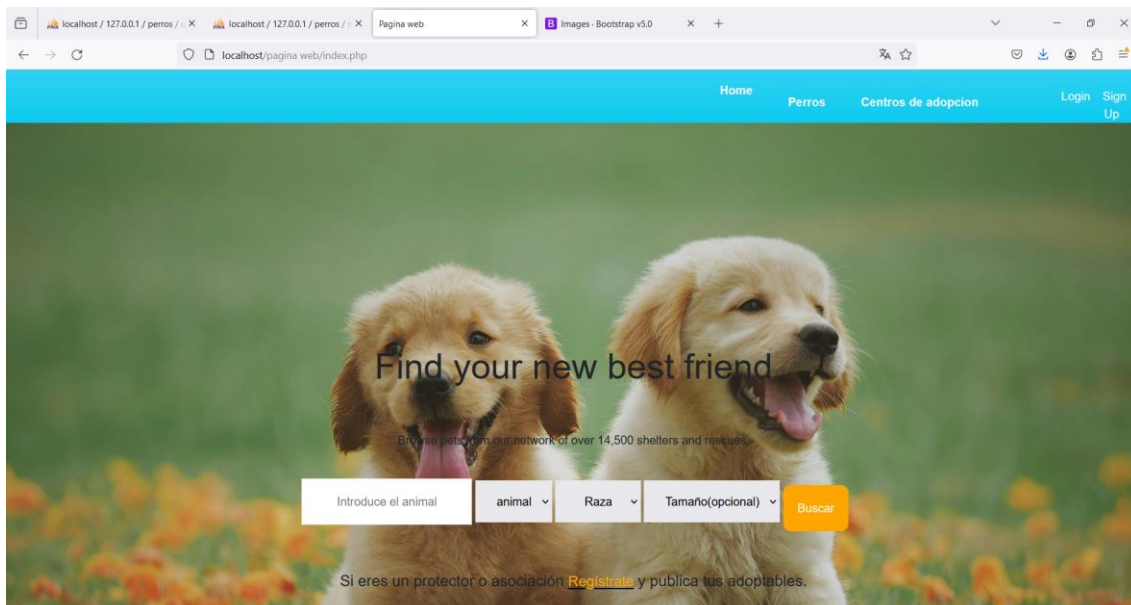 localhost / 127.0.0.1 / perros /
localhost / 127.0.0.1 / perros /
Pagina web
B Images · Bootstrap v5.0
localhost/pagina web/index.php
Home
Perros
Centros de adopcion
Login
Sign
Up
Find your new best friend
Browse pets from our network of over 14,500 shelters and rescues.
Introduce el animal
animal
Raza
Tamaño(opcional)
Buscar
Si eres un protector o asociación Registrate y publica tus adoptables.